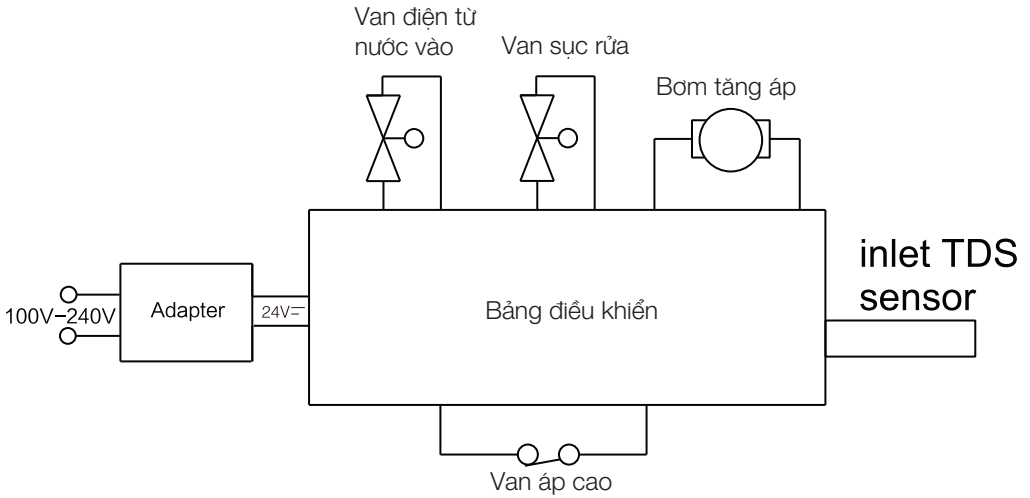 Van điện từ
nước vào
Van sục rửa
Bơm tăng áp
inlet TDS
sensor
100V–240V
Adapter
24V⎓
Bảng điều khiển
Van áp cao